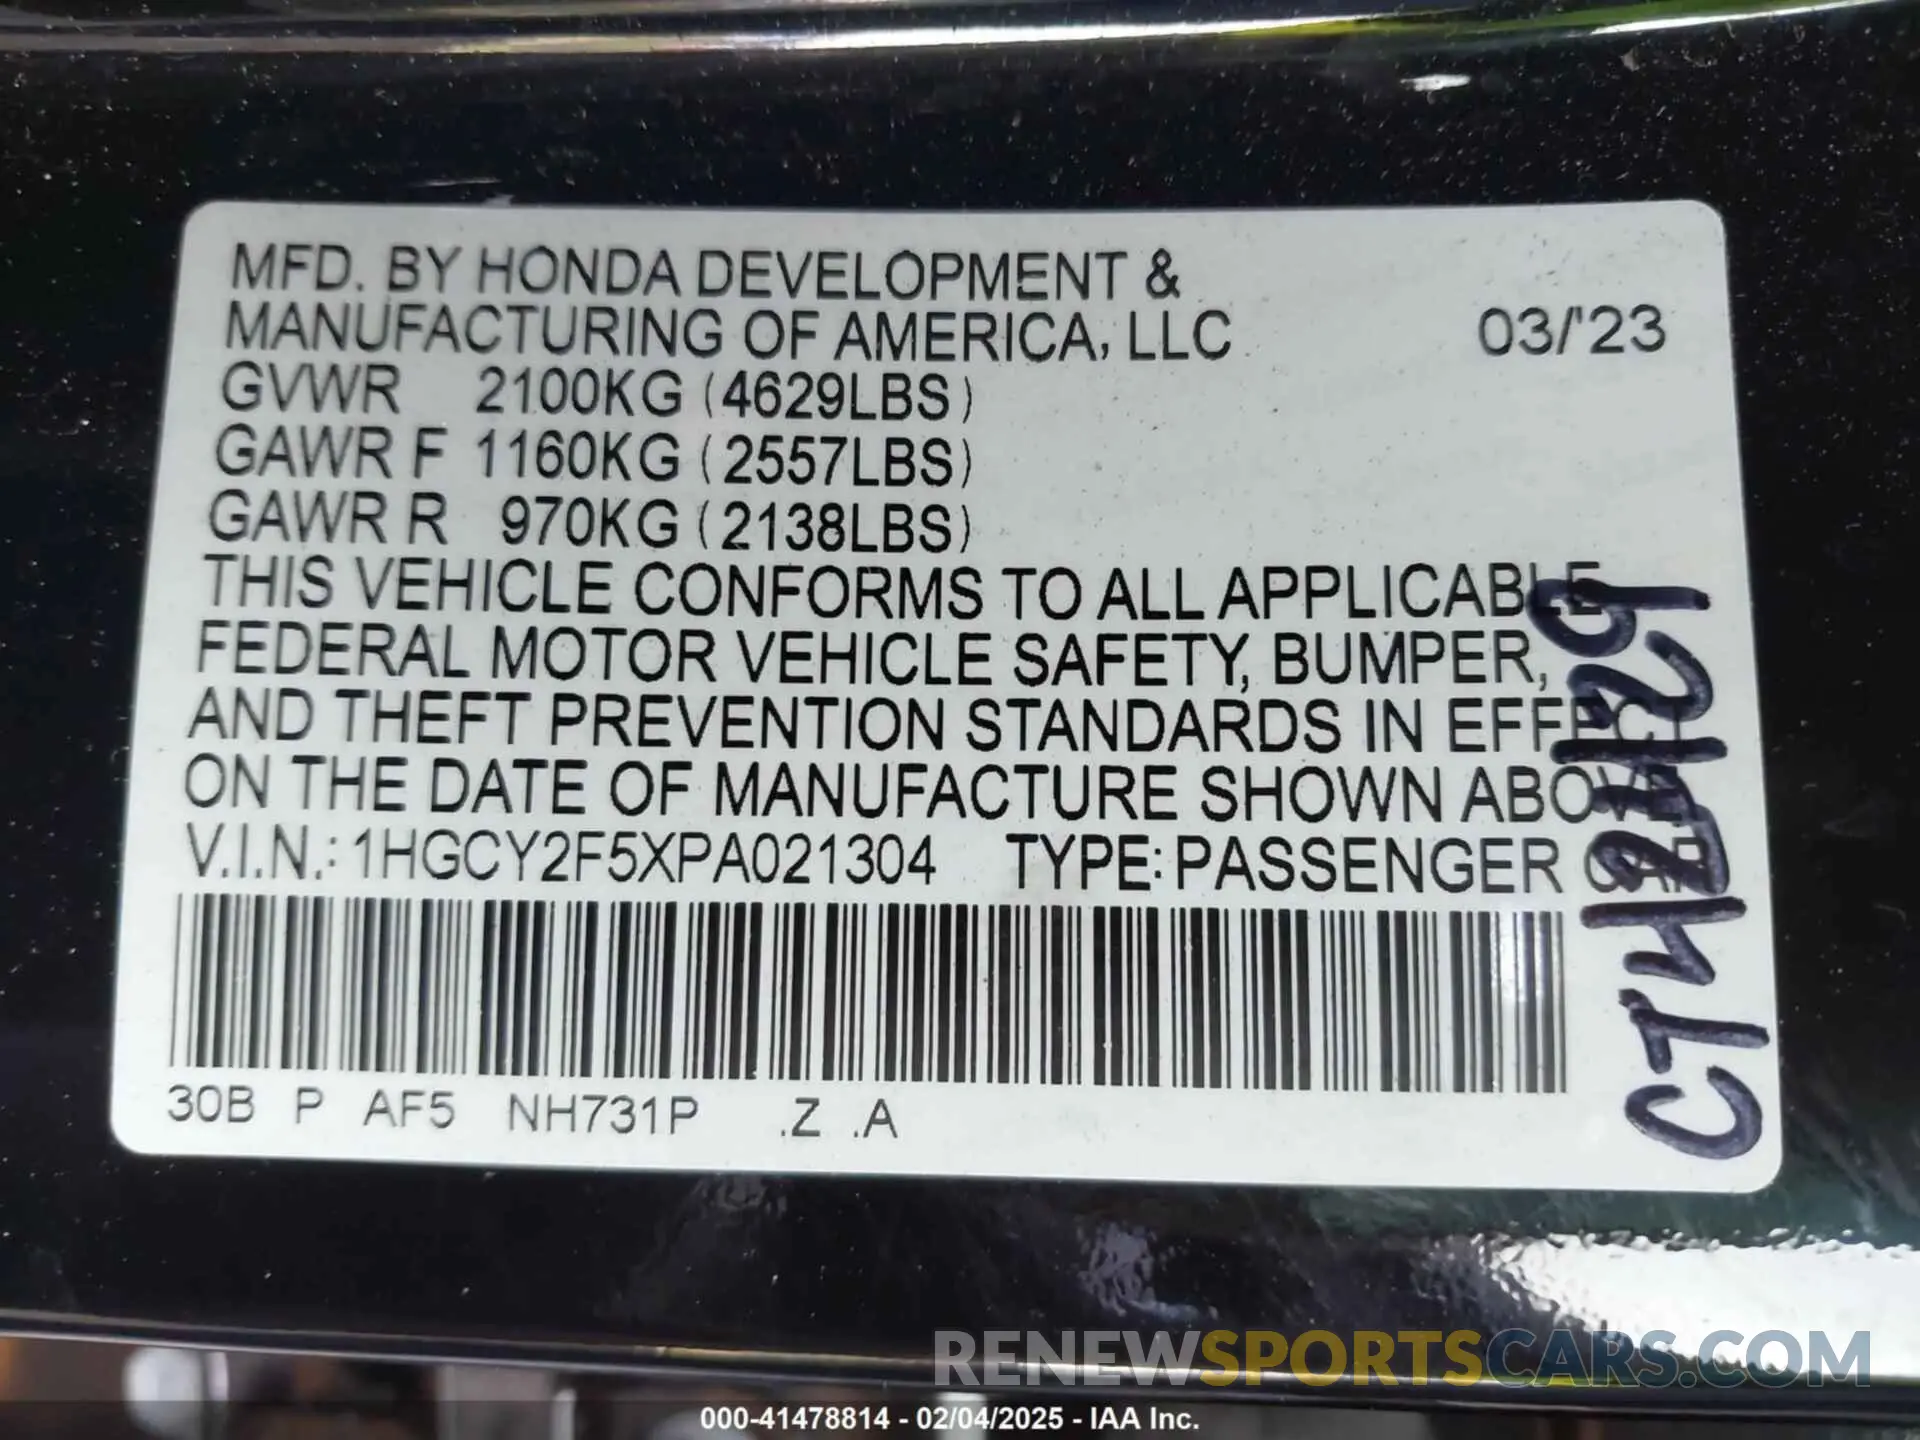 MFD. BY HONDA DEVELOPMENT &
MANUFACTURING OF AMERICA, LLC 03/'23
GVWR 2100KG (4629LBS)
GAWR F 1160KG (2557LBS)
GAWR R 970KG (2138LBS)
THIS VEHICLE CONFORMS TO ALL APPLICABLE
FEDERAL MOTOR VEHICLE SAFETY, BUMPER,
AND THEFT PREVENTION STANDARDS IN EFFECT
ON THE DATE OF MANUFACTURE SHOWN ABOVE.
V.I.N.: 1HGCY2F5XPA021304 TYPE: PASSENGER CAR
30B P AF5 NH731P .Z .A
RENEWSPORTSCARS.COM
000-41478814 - 02/04/2025 - IAA Inc.